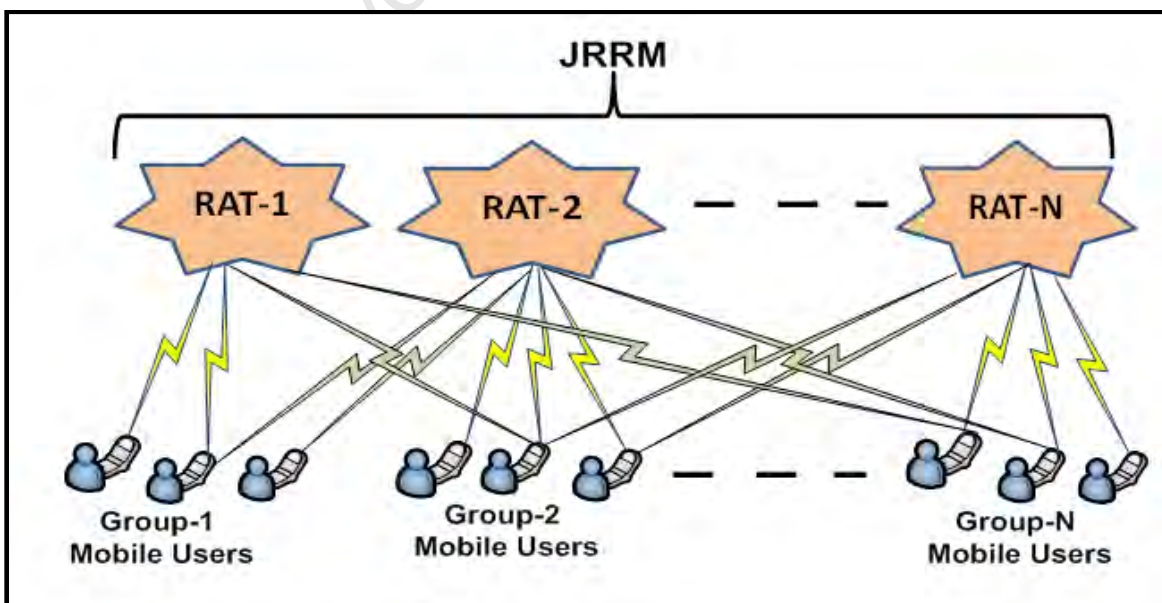 JRRM
RAT-1
RAT-2
RAT-N
Group-1
Mobile Users
Group-2
Mobile Users
Group-N
Mobile Users